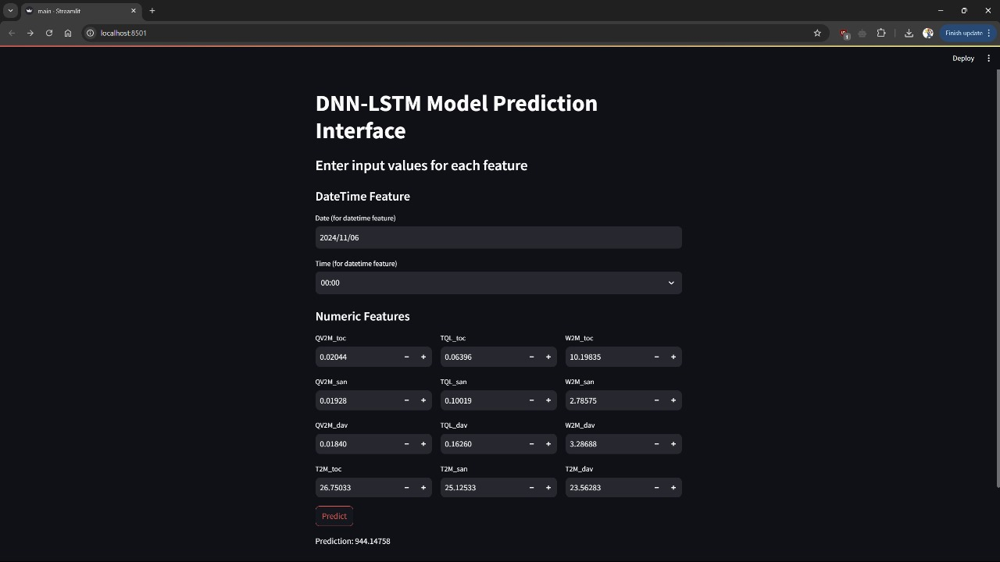 main · Streamlit
localhost:8501
1
Finish update
Deploy
DNN-LSTM Model Prediction
Interface
Enter input values for each feature
DateTime Feature
Date (for datetime feature)
2024/11/06
Time (for datetime feature)
00:00
Numeric Features
QV2M_toc TQL_toc W2M_toc
0.02044 - + 0.06396 - + 10.19835 - +
QV2M_san TQL_san W2M_san
0.01928 - + 0.10019 - + 2.78575 - +
QV2M_dav TQL_dav W2M_dav
0.01840 - + 0.16260 - + 3.28688 - +
T2M_toc T2M_san T2M_dav
26.75033 - + 25.12533 - + 23.56283 - +
Predict
Prediction: 944.14758